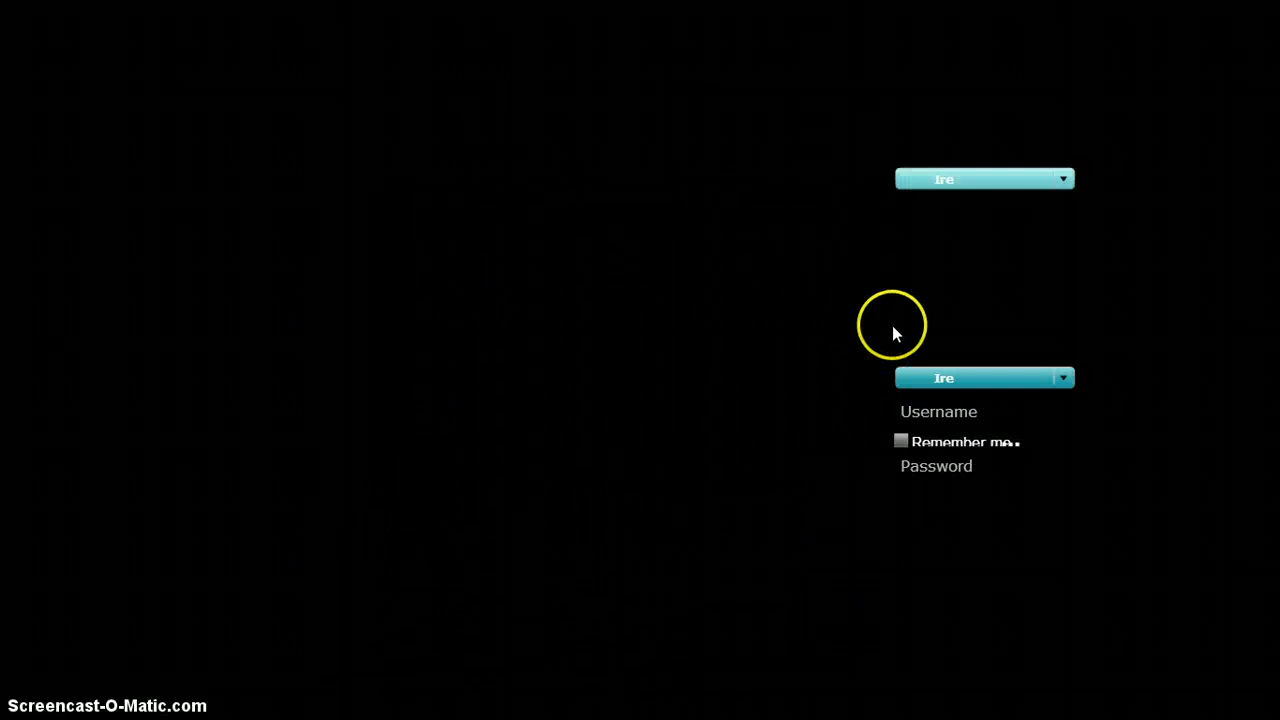 Ire
Ire
Username
Remember me..
Password
Screencast-O-Matic.com